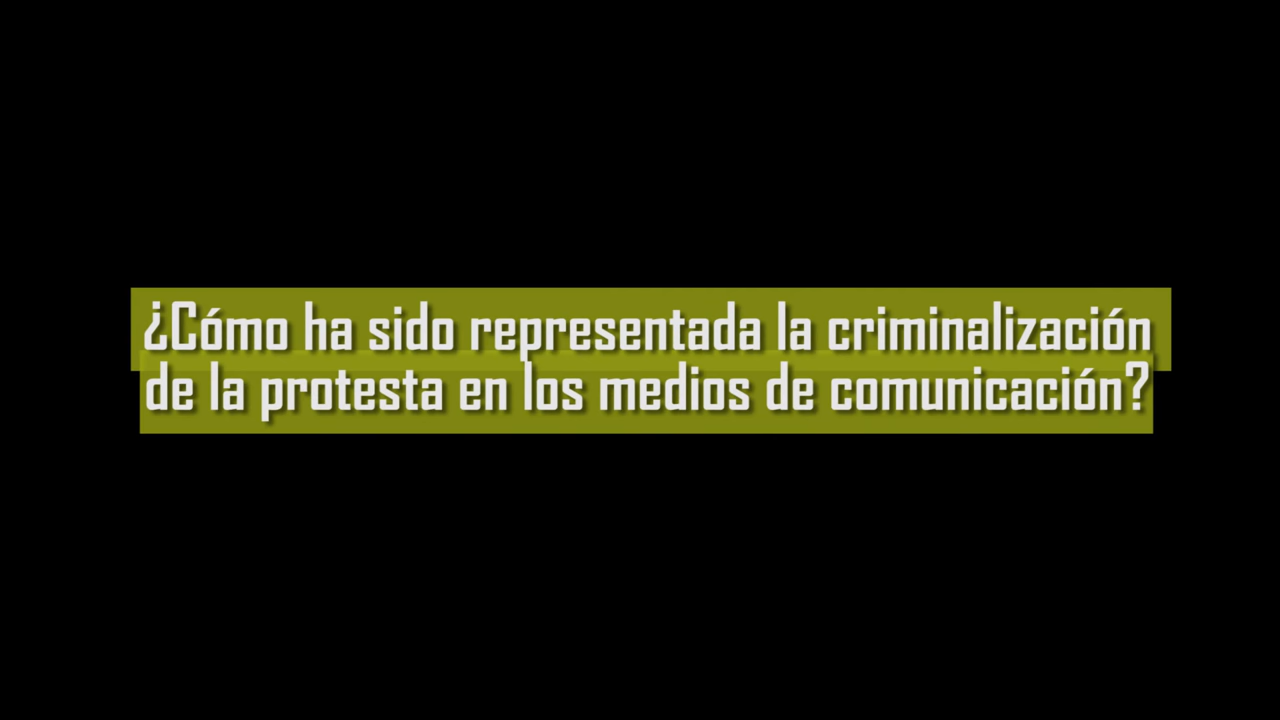 ¿Cómo ha sido representada la criminalización
de la protesta en los medios de comunicación?